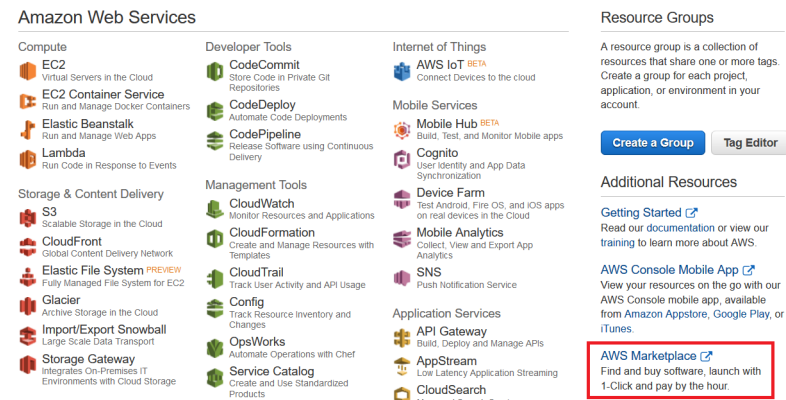 Amazon Web Services
Compute
EC2
Virtual Servers in the Cloud
EC2 Container Service
Run and Manage Docker Containers
Elastic Beanstalk
Run and Manage Web Apps
Lambda
Run Code in Response to Events
Storage & Content Delivery
S3
Scalable Storage in the Cloud
CloudFront
Global Content Delivery Network
Elastic File System PREVIEW
Fully Managed File System for EC2
Glacier
Archive Storage in the Cloud
Import/Export Snowball
Large Scale Data Transport
Storage Gateway
Integrates On-Premises IT
Environments with Cloud Storage
Developer Tools
CodeCommit
Store Code in Private Git
Repositories
CodeDeploy
Automate Code Deployments
CodePipeline
Release Software using Continuous
Delivery
Management Tools
CloudWatch
Monitor Resources and Applications
CloudFormation
Create and Manage Resources with
Templates
CloudTrail
Track User Activity and API Usage
Config
Track Resource Inventory and
Changes
OpsWorks
Automate Operations with Chef
Service Catalog
Create and Use Standardized
Products
Internet of Things
AWS IoT BETA
Connect Devices to the cloud
Mobile Services
Mobile Hub BETA
Build, Test, and Monitor Mobile apps
Cognito
User Identity and App Data
Synchronization
Device Farm
Test Android, Fire OS, and iOS apps
on real devices in the Cloud
Mobile Analytics
Collect, View and Export App
Analytics
SNS
Push Notification Service
Application Services
API Gateway
Build, Deploy and Manage APIs
AppStream
Low Latency Application Streaming
CloudSearch
Resource Groups
A resource group is a collection of
resources that share one or more tags.
Create a group for each project,
application, or environment in your
account.
Create a Group
Tag Editor
Additional Resources
Getting Started
Read our documentation or view our
training to learn more about AWS.
AWS Console Mobile App
View your resources on the go with our
AWS Console mobile app, available
from Amazon Appstore, Google Play, or
iTunes.
AWS Marketplace
Find and buy software, launch with
1-Click and pay by the hour.